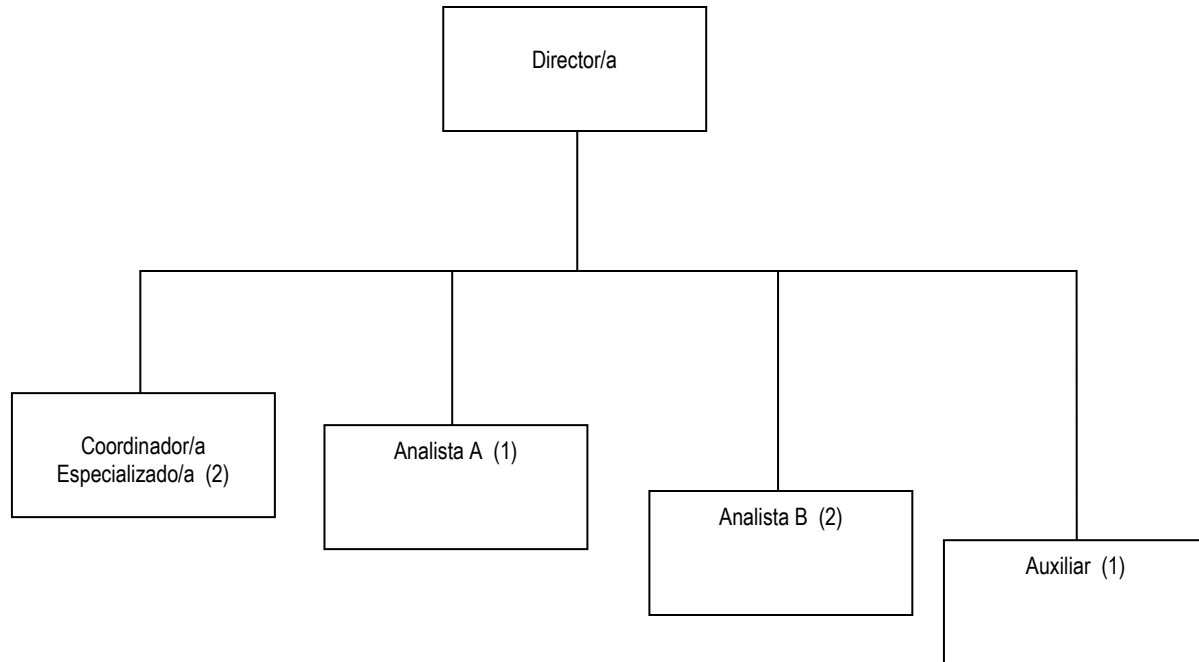 Director/a
Coordinador/a
Especializado/a (2)
Analista A (1)
Analista B (2)
Auxiliar (1)